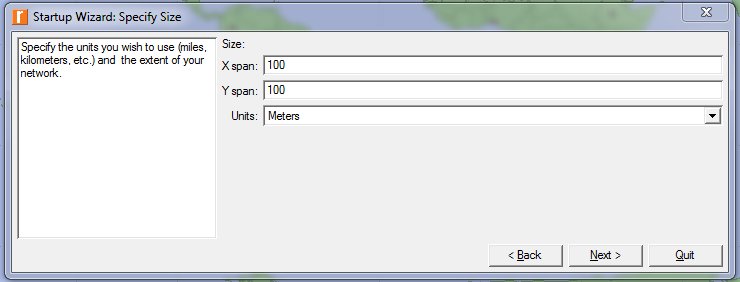 Startup Wizard: Specify Size
Specify the units you wish to use (miles,
kilometers, etc.) and the extent of your
network.
Size:
X span: 100
Y span: 100
Units: Meters
< Back Next > Quit